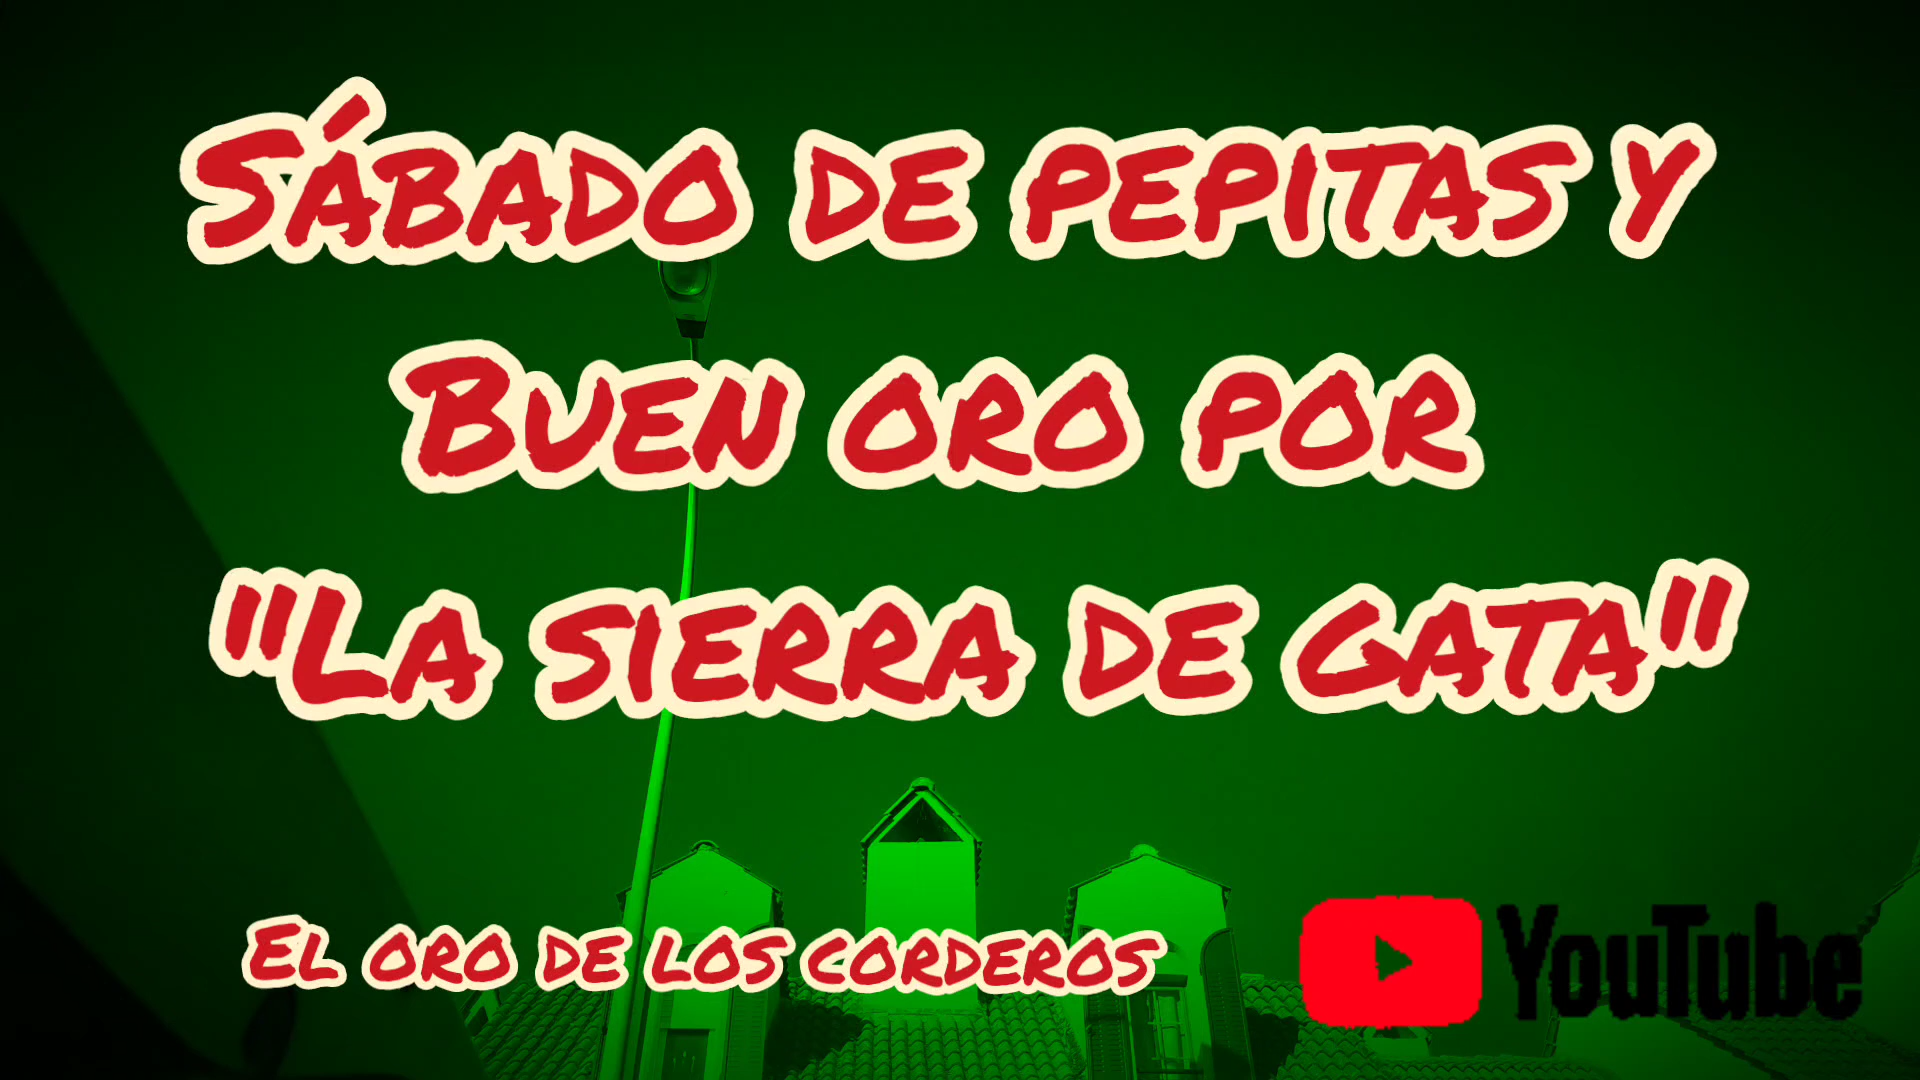 Sábado de pepitas y
Buen oro por
"La sierra de gata"
El oro de los corderos
YouTube